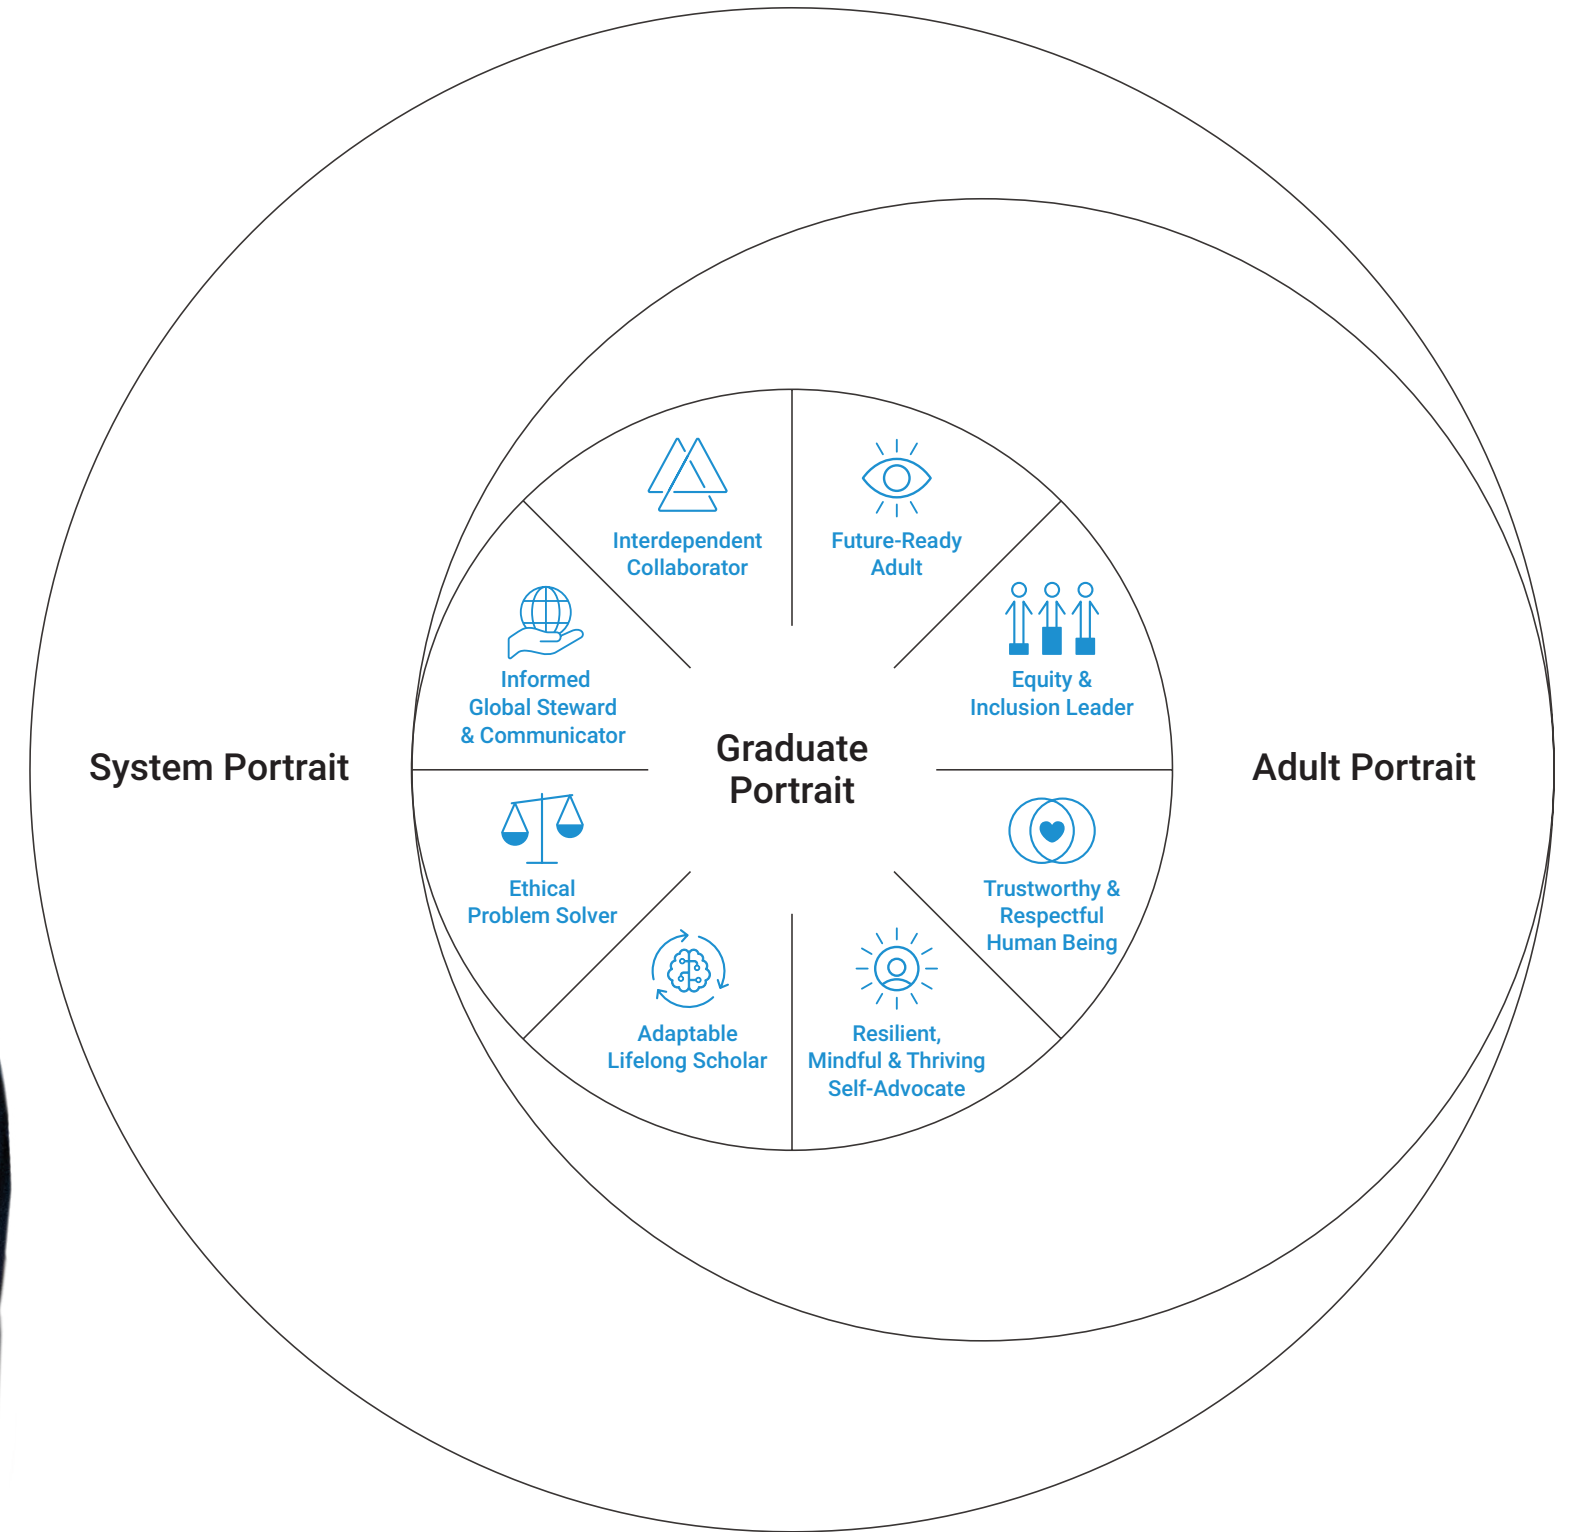 Interdependent
Collaborator
Future-Ready
Adult
Informed
Global Steward
& Communicator
Equity &
Inclusion Leader
System Portrait
Graduate
Portrait
Adult Portrait
Ethical
Problem Solver
Trustworthy &
Respectful
Human Being
Adaptable
Lifelong Scholar
Resilient,
Mindful & Thriving
Self-Advocate